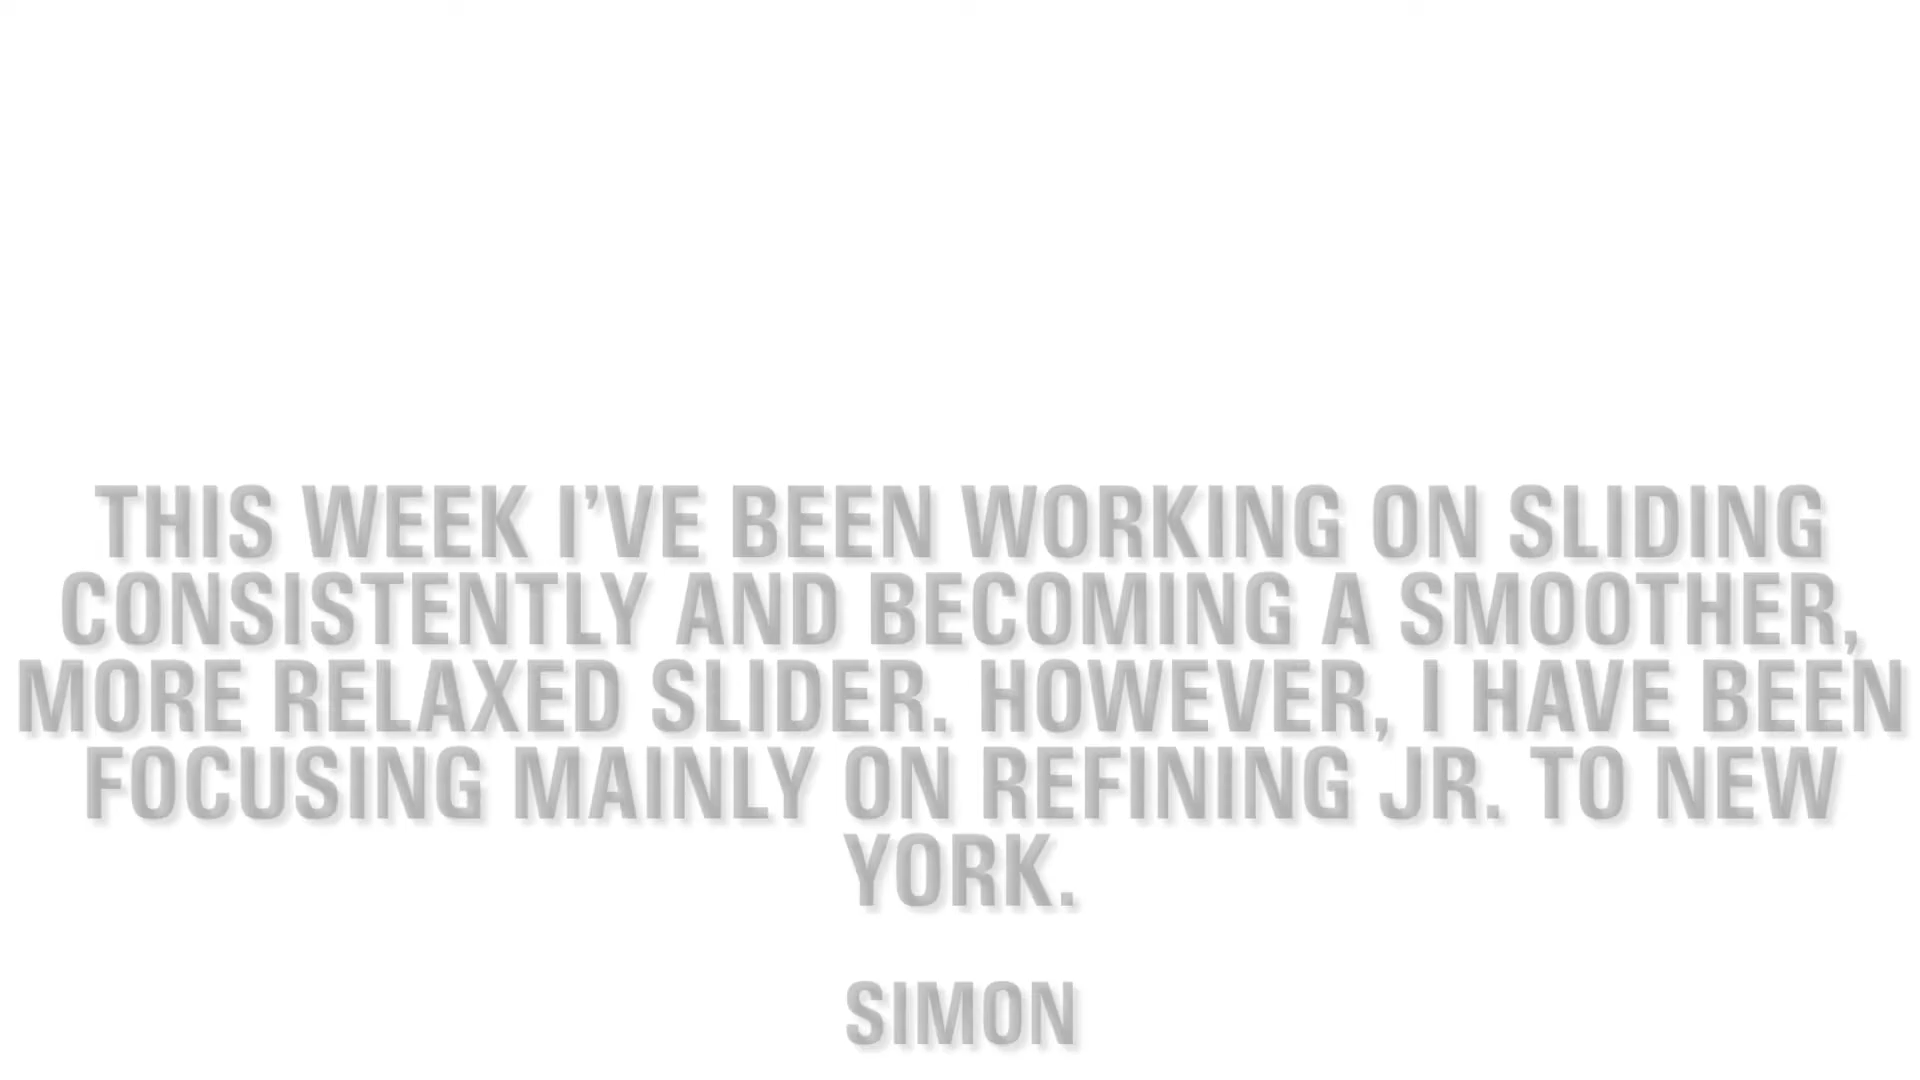 THIS WEEK I’VE BEEN WORKING ON SLIDING
CONSISTENTLY AND BECOMING A SMOOTHER,
MORE RELAXED SLIDER. HOWEVER, I HAVE BEEN
FOCUSING MAINLY ON REFINING JR. TO NEW
YORK.
SIMON